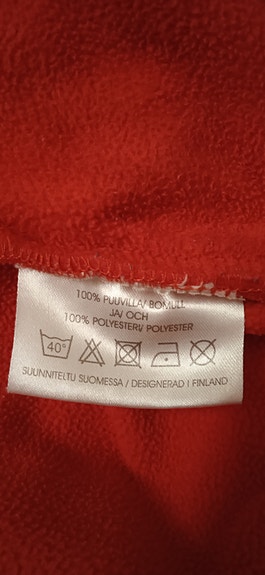 100% PUUVILLA/ BOMULL
JA/ OCH
100% POLYESTERI/ POLYESTER
40°
SUUNNITELTU SUOMESSA / DESIGNERAD I FINLAND